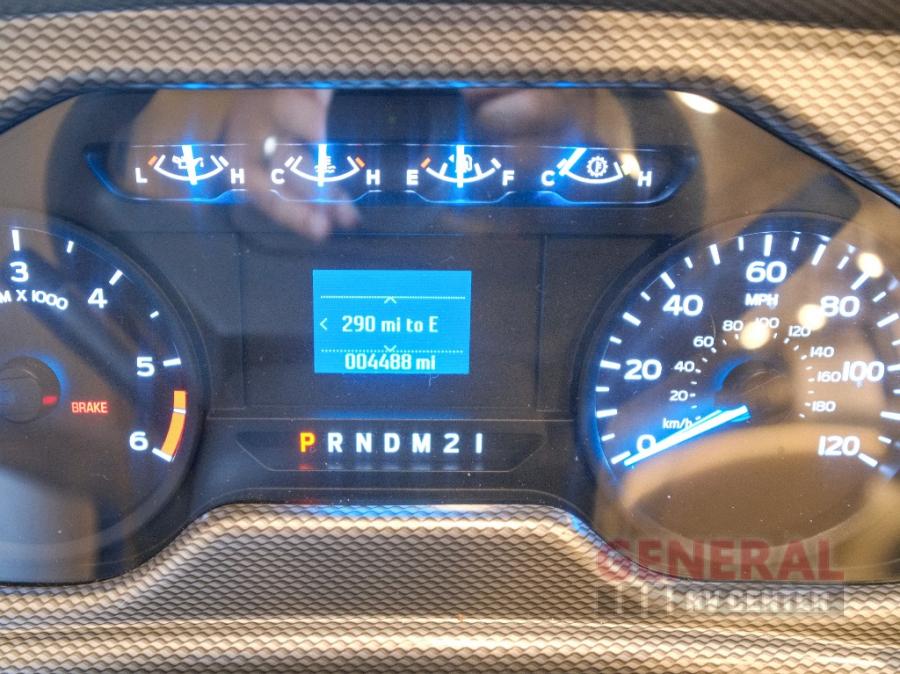 L H C H E F C H
3 4 5 6
M X 1000
BRAKE
< 290 mi to E
004488 mi
P R N D M 2 1
0 20 40 60 80 100 120
MPH
20 40 60 80 100 120 140 160 180
km/h
GENERAL
RV CENTER